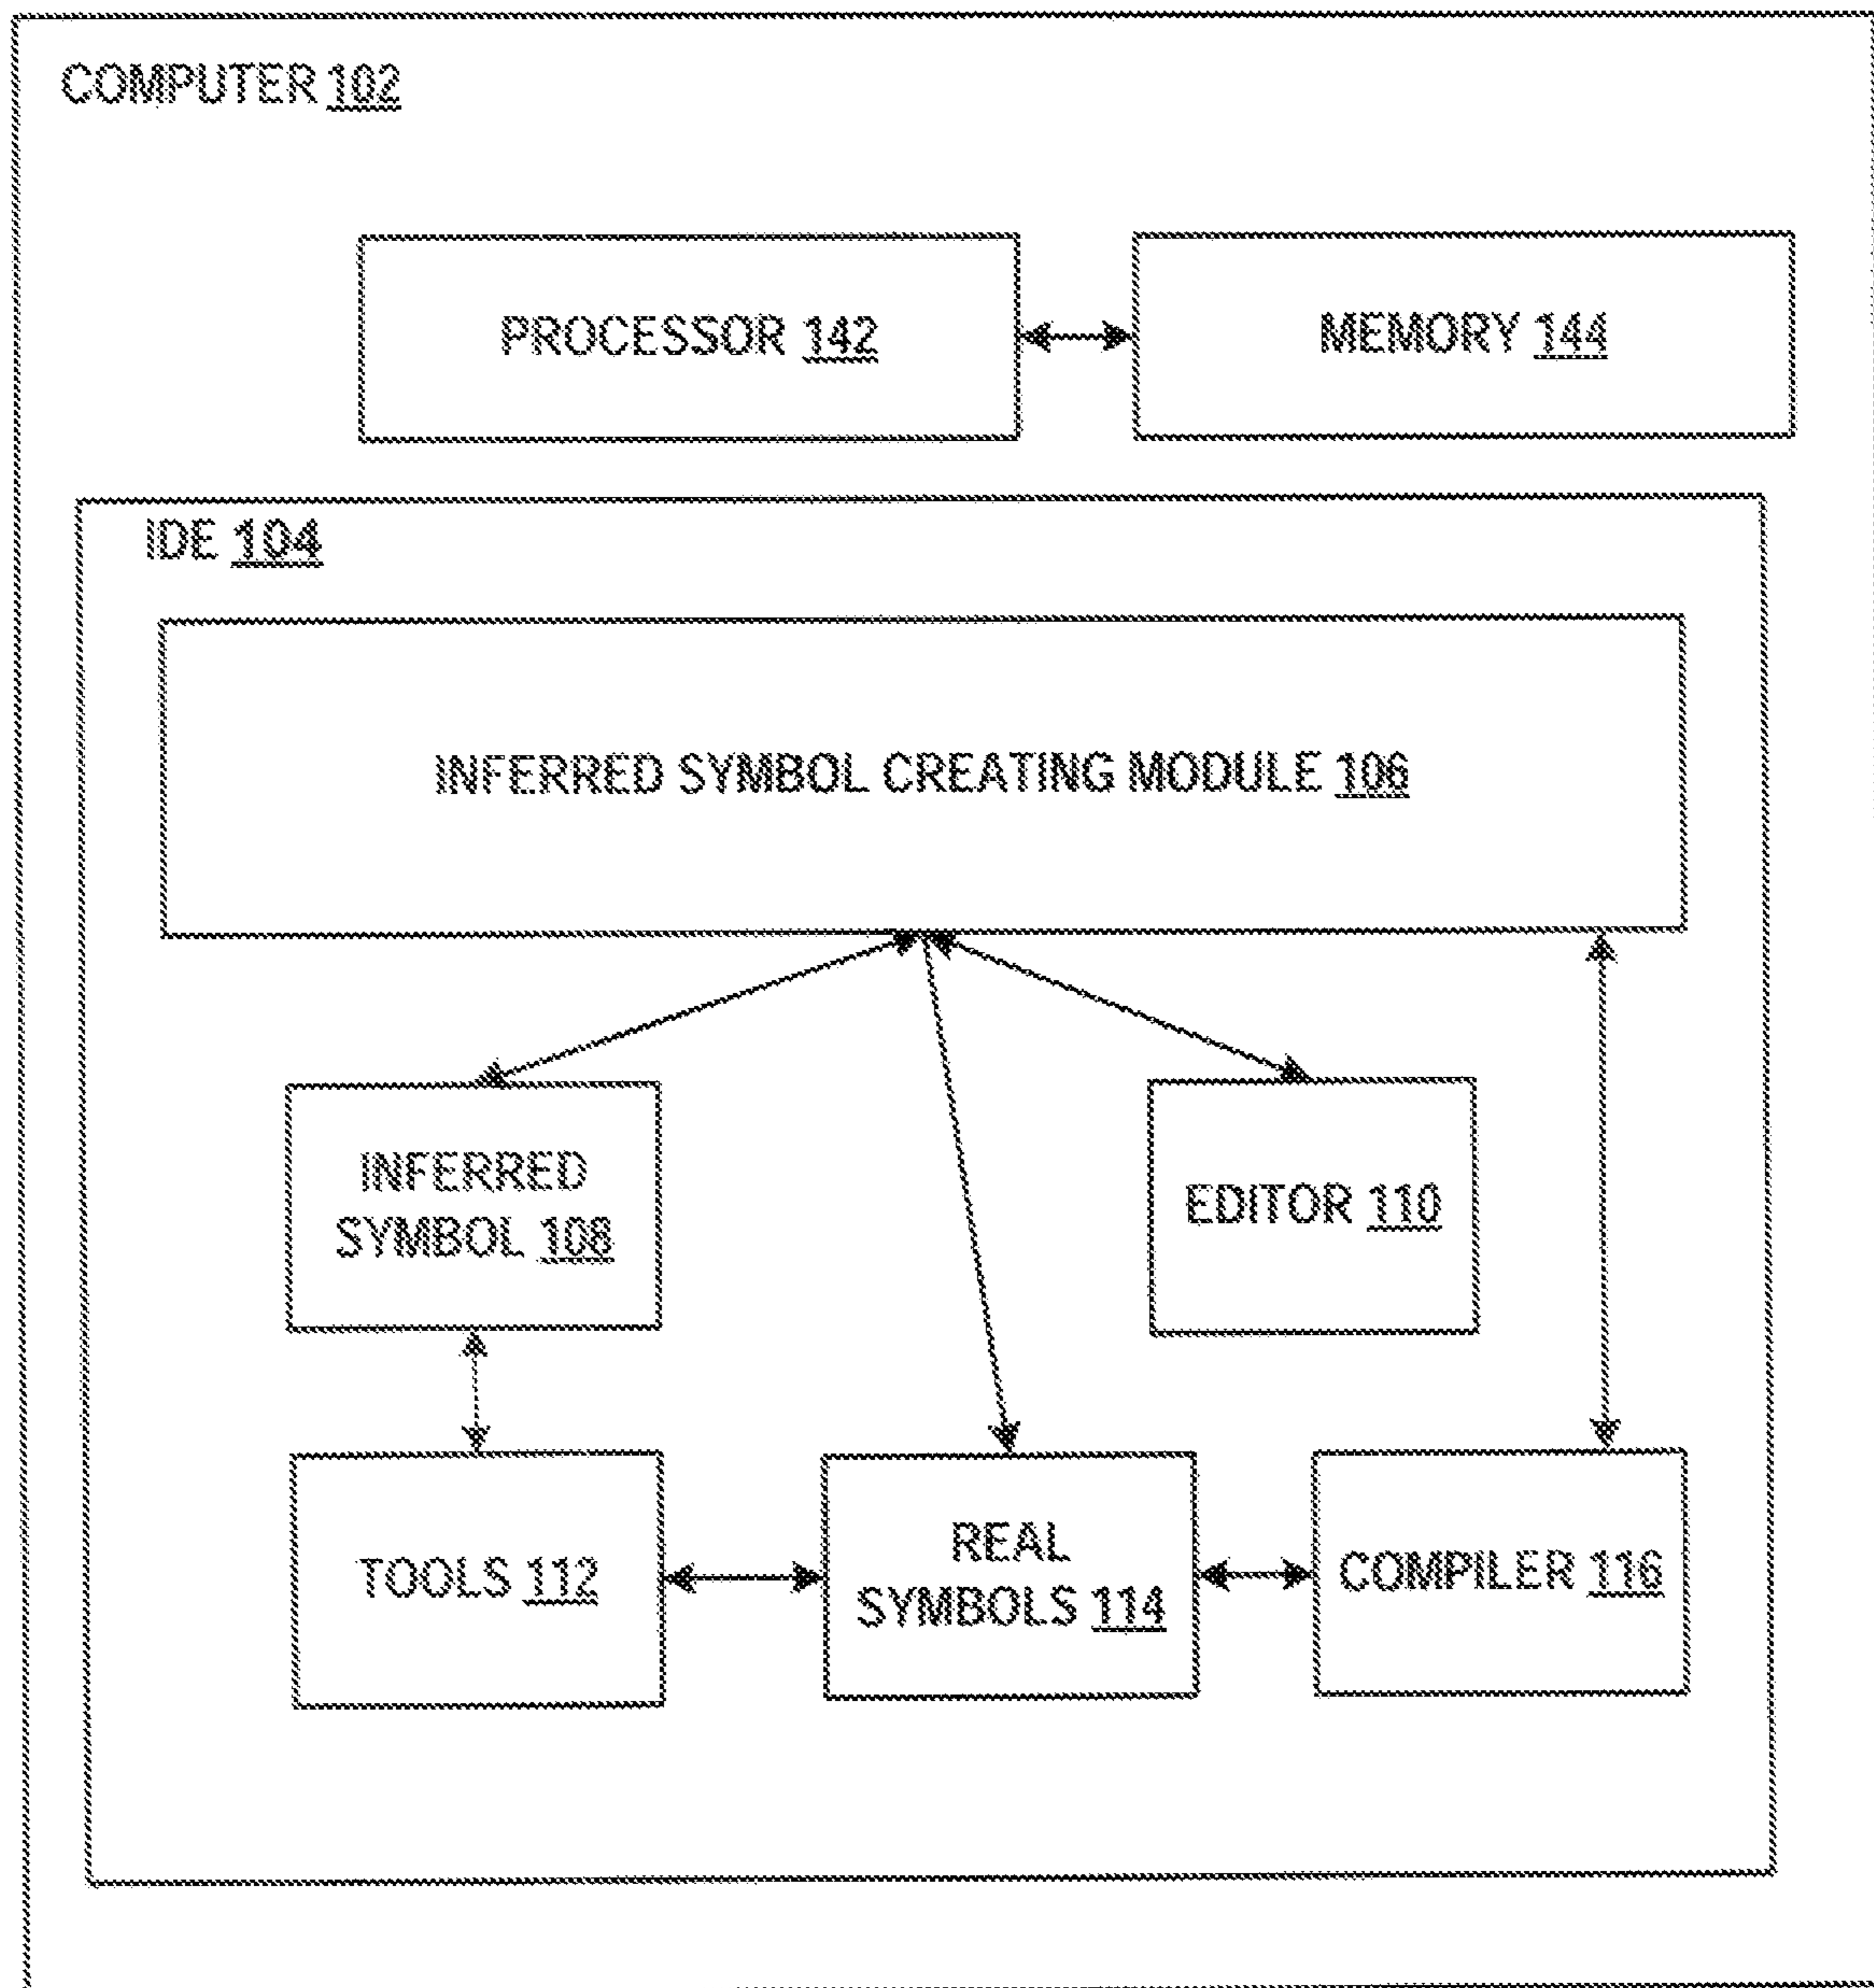 COMPUTER 102
PROCESSOR 142
MEMORY 144
IDE 104
INFERRED SYMBOL CREATING MODULE 106
INFERRED
SYMBOL 108
EDITOR 110
TOOLS 112
REAL
SYMBOLS 114
COMPILER 116